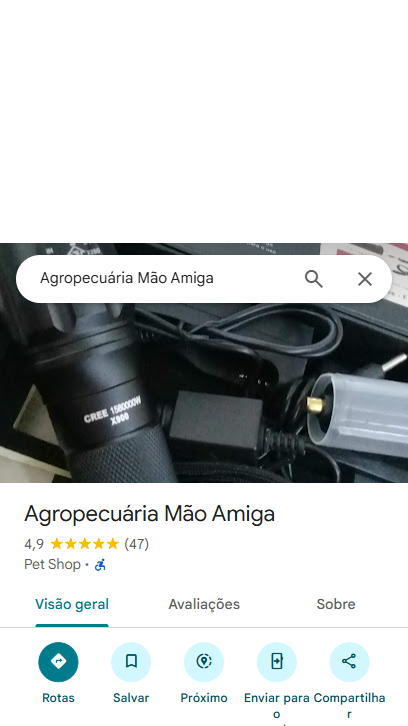 Agropecuária Mão Amiga
CREE 1580000W
X900
Agropecuária Mão Amiga
4,9 (47)
Pet Shop ·
Visão geral Avaliações Sobre
Rotas Salvar Próximo Enviar para o Compartilhar